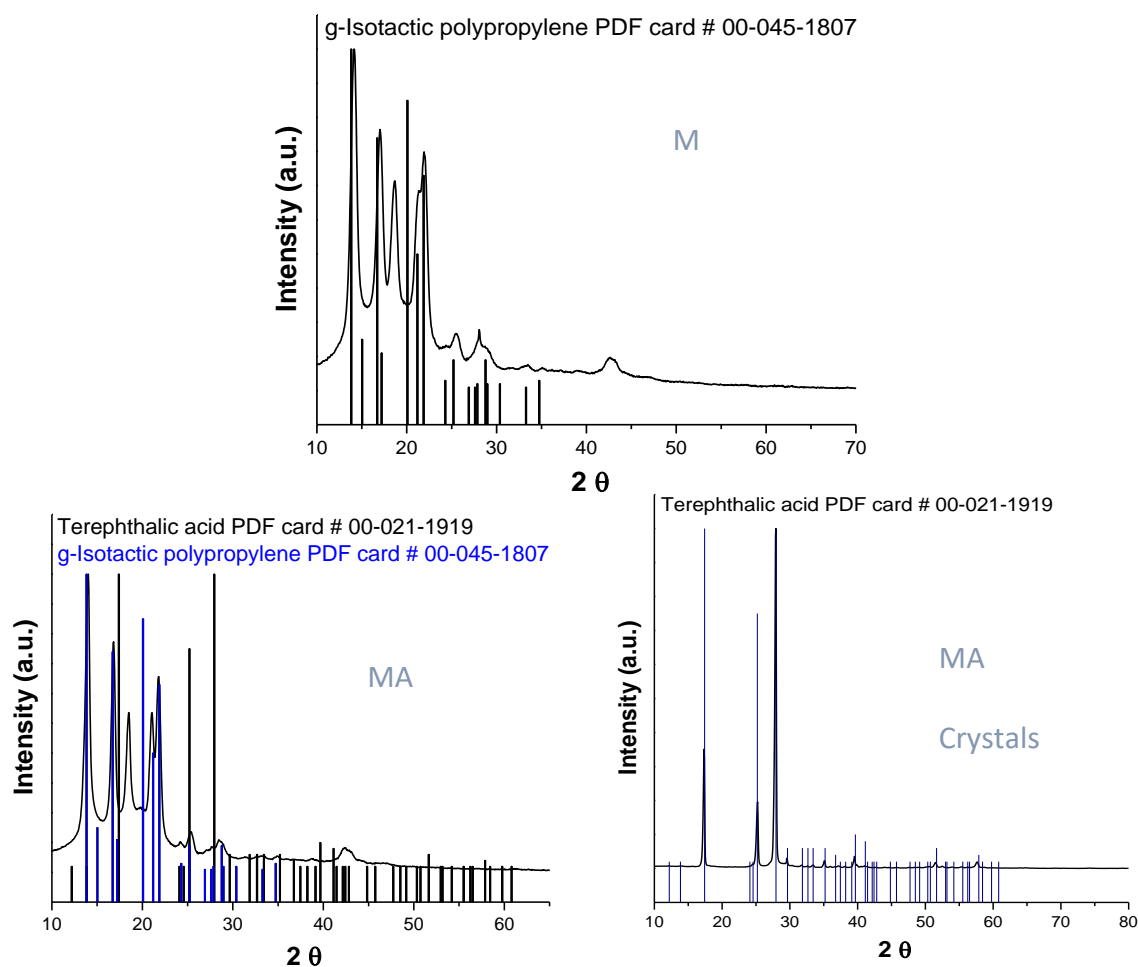 g-Isotactic polypropylene PDF card # 00-045-1807
M
Intensity (a.u.)
10 20 30 40 50 60 70
2 θ
Terephthalic acid PDF card # 00-021-1919
g-Isotactic polypropylene PDF card # 00-045-1807
MA
Intensity (a.u.)
10 20 30 40 50 60
2 θ
Terephthalic acid PDF card # 00-021-1919
MA
Crystals
Intensity (a.u.)
10 20 30 40 50 60 70 80
2 θ